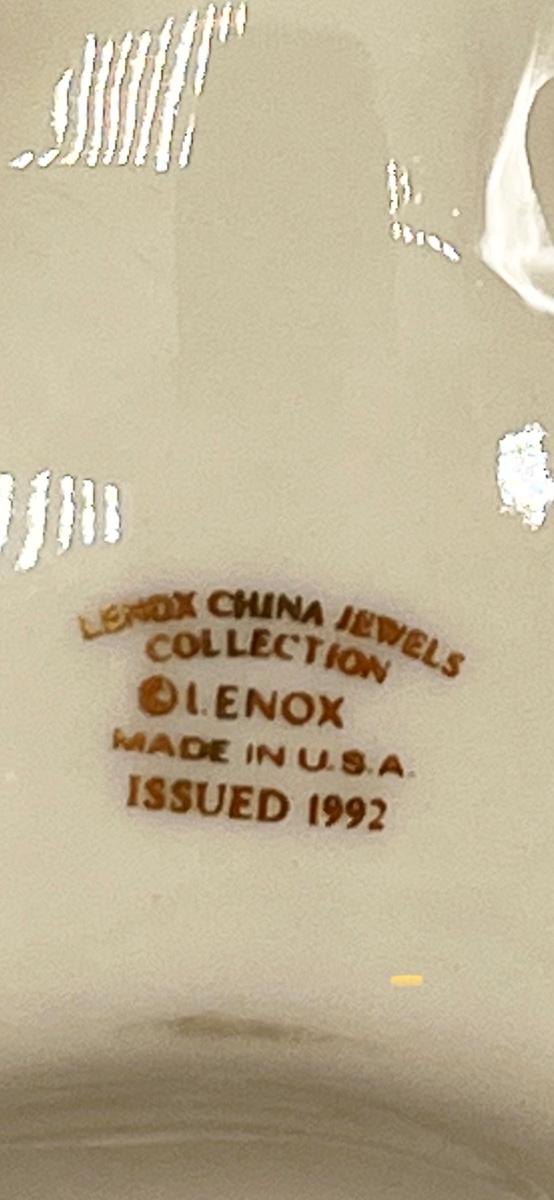 LENOX CHINA JEWELS
COLLECTION
© LENOX
MADE IN U.S.A.
ISSUED 1992